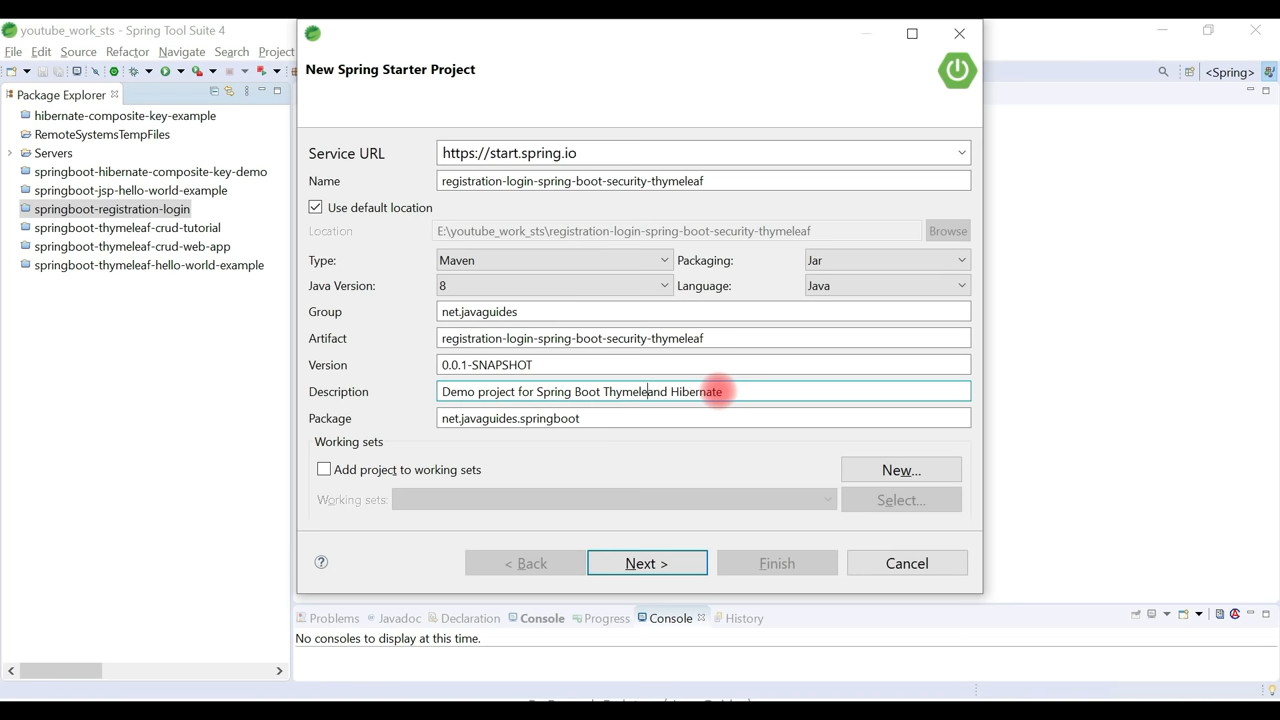 youtube_work_sts - Spring Tool Suite 4
File Edit Source Refactor Navigate Search Project
<Spring>
Package Explorer
hibernate-composite-key-example
RemoteSystemsTempFiles
Servers
springboot-hibernate-composite-key-demo
springboot-jsp-hello-world-example
springboot-registration-login
springboot-thymeleaf-crud-tutorial
springboot-thymeleaf-crud-web-app
springboot-thymeleaf-hello-world-example
New Spring Starter Project
Service URL https://start.spring.io
Name registration-login-spring-boot-security-thymeleaf
Use default location
Location E:\youtube_work_sts\registration-login-spring-boot-security-thymeleaf Browse
Type: Maven Packaging: Jar
Java Version: 8 Language: Java
Group net.javaguides
Artifact registration-login-spring-boot-security-thymeleaf
Version 0.0.1-SNAPSHOT
Description Demo project for Spring Boot Thymeleand Hibernate
Package net.javaguides.springboot
Working sets
Add project to working sets New...
Working sets: Select...
< Back Next > Finish Cancel
Problems Javadoc Declaration Console Progress Console History
No consoles to display at this time.